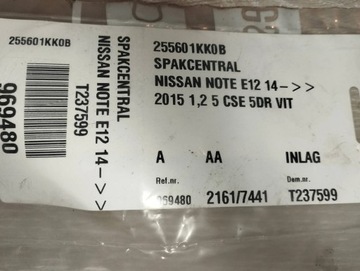 255601KK0B
SPAKCENTRAL
NISSAN NOTE E12 14->>
T237599
969480
255601KK0B
SPAKCENTRAL
NISSAN NOTE E12 14->>
2015 1,2 5 CSE 5DR VIT
A AA INLAG
Ref.nr. Dem.nr.
969480 2161/7441 T237599